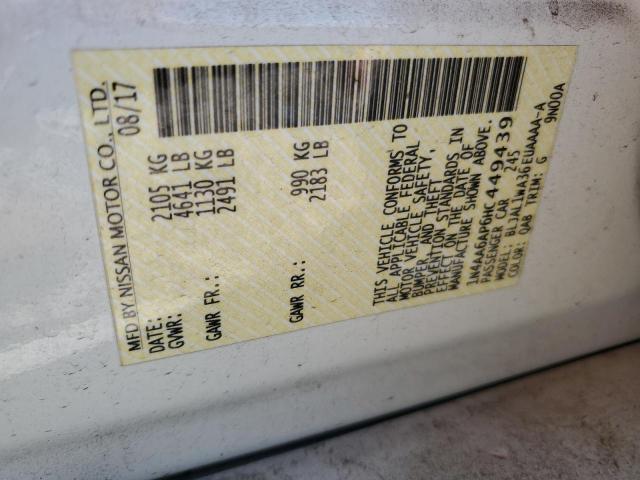 MFD BY NISSAN MOTOR CO., LTD.
DATE: 08/17
GVWR: 2105 KG
4641 LB
GAWR FR.: 1130 KG
2491 LB
GAWR RR.: 990 KG
2183 LB
THIS VEHICLE CONFORMS TO
ALL APPLICABLE FEDERAL
MOTOR VEHICLE SAFETY,
BUMPER, AND THEFT
PREVENTION STANDARDS IN
EFFECT ON THE DATE OF
MANUFACTURE SHOWN ABOVE.
1N4AA6AP6HC449439
PASSENGER CAR 245
MODEL: BLJALLWA36EUAAAA-A
COLOR: QAB TRIM: G 9N00A